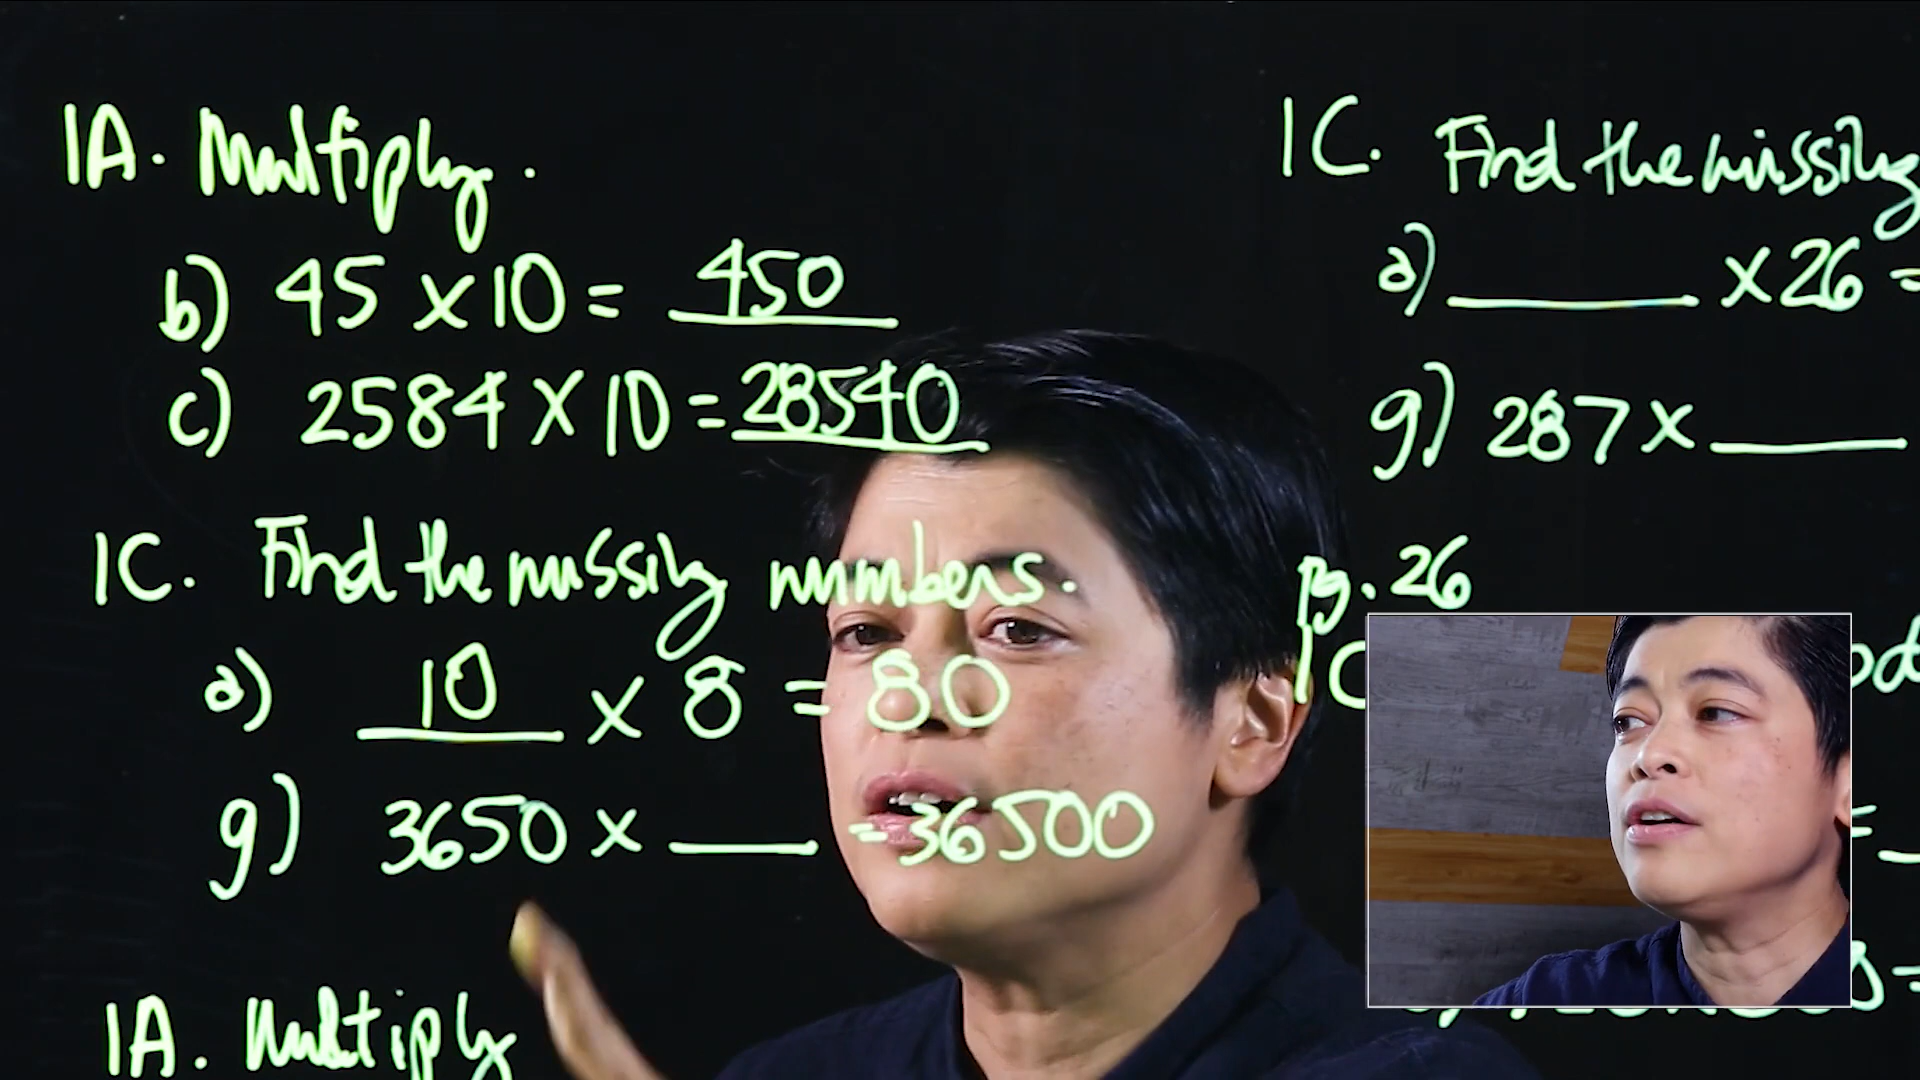 1A. Multiply.
b) 45 x 10 = 450
c) 2584 x 10 = 28540
1C. Find the missing numbers.
a) 10 x 8 = 80
g) 3650 x ___ = 36500
1A. Multiply
1C. Find the missing
a) ___ x 26 =
g) 287 x ___
pg. 26